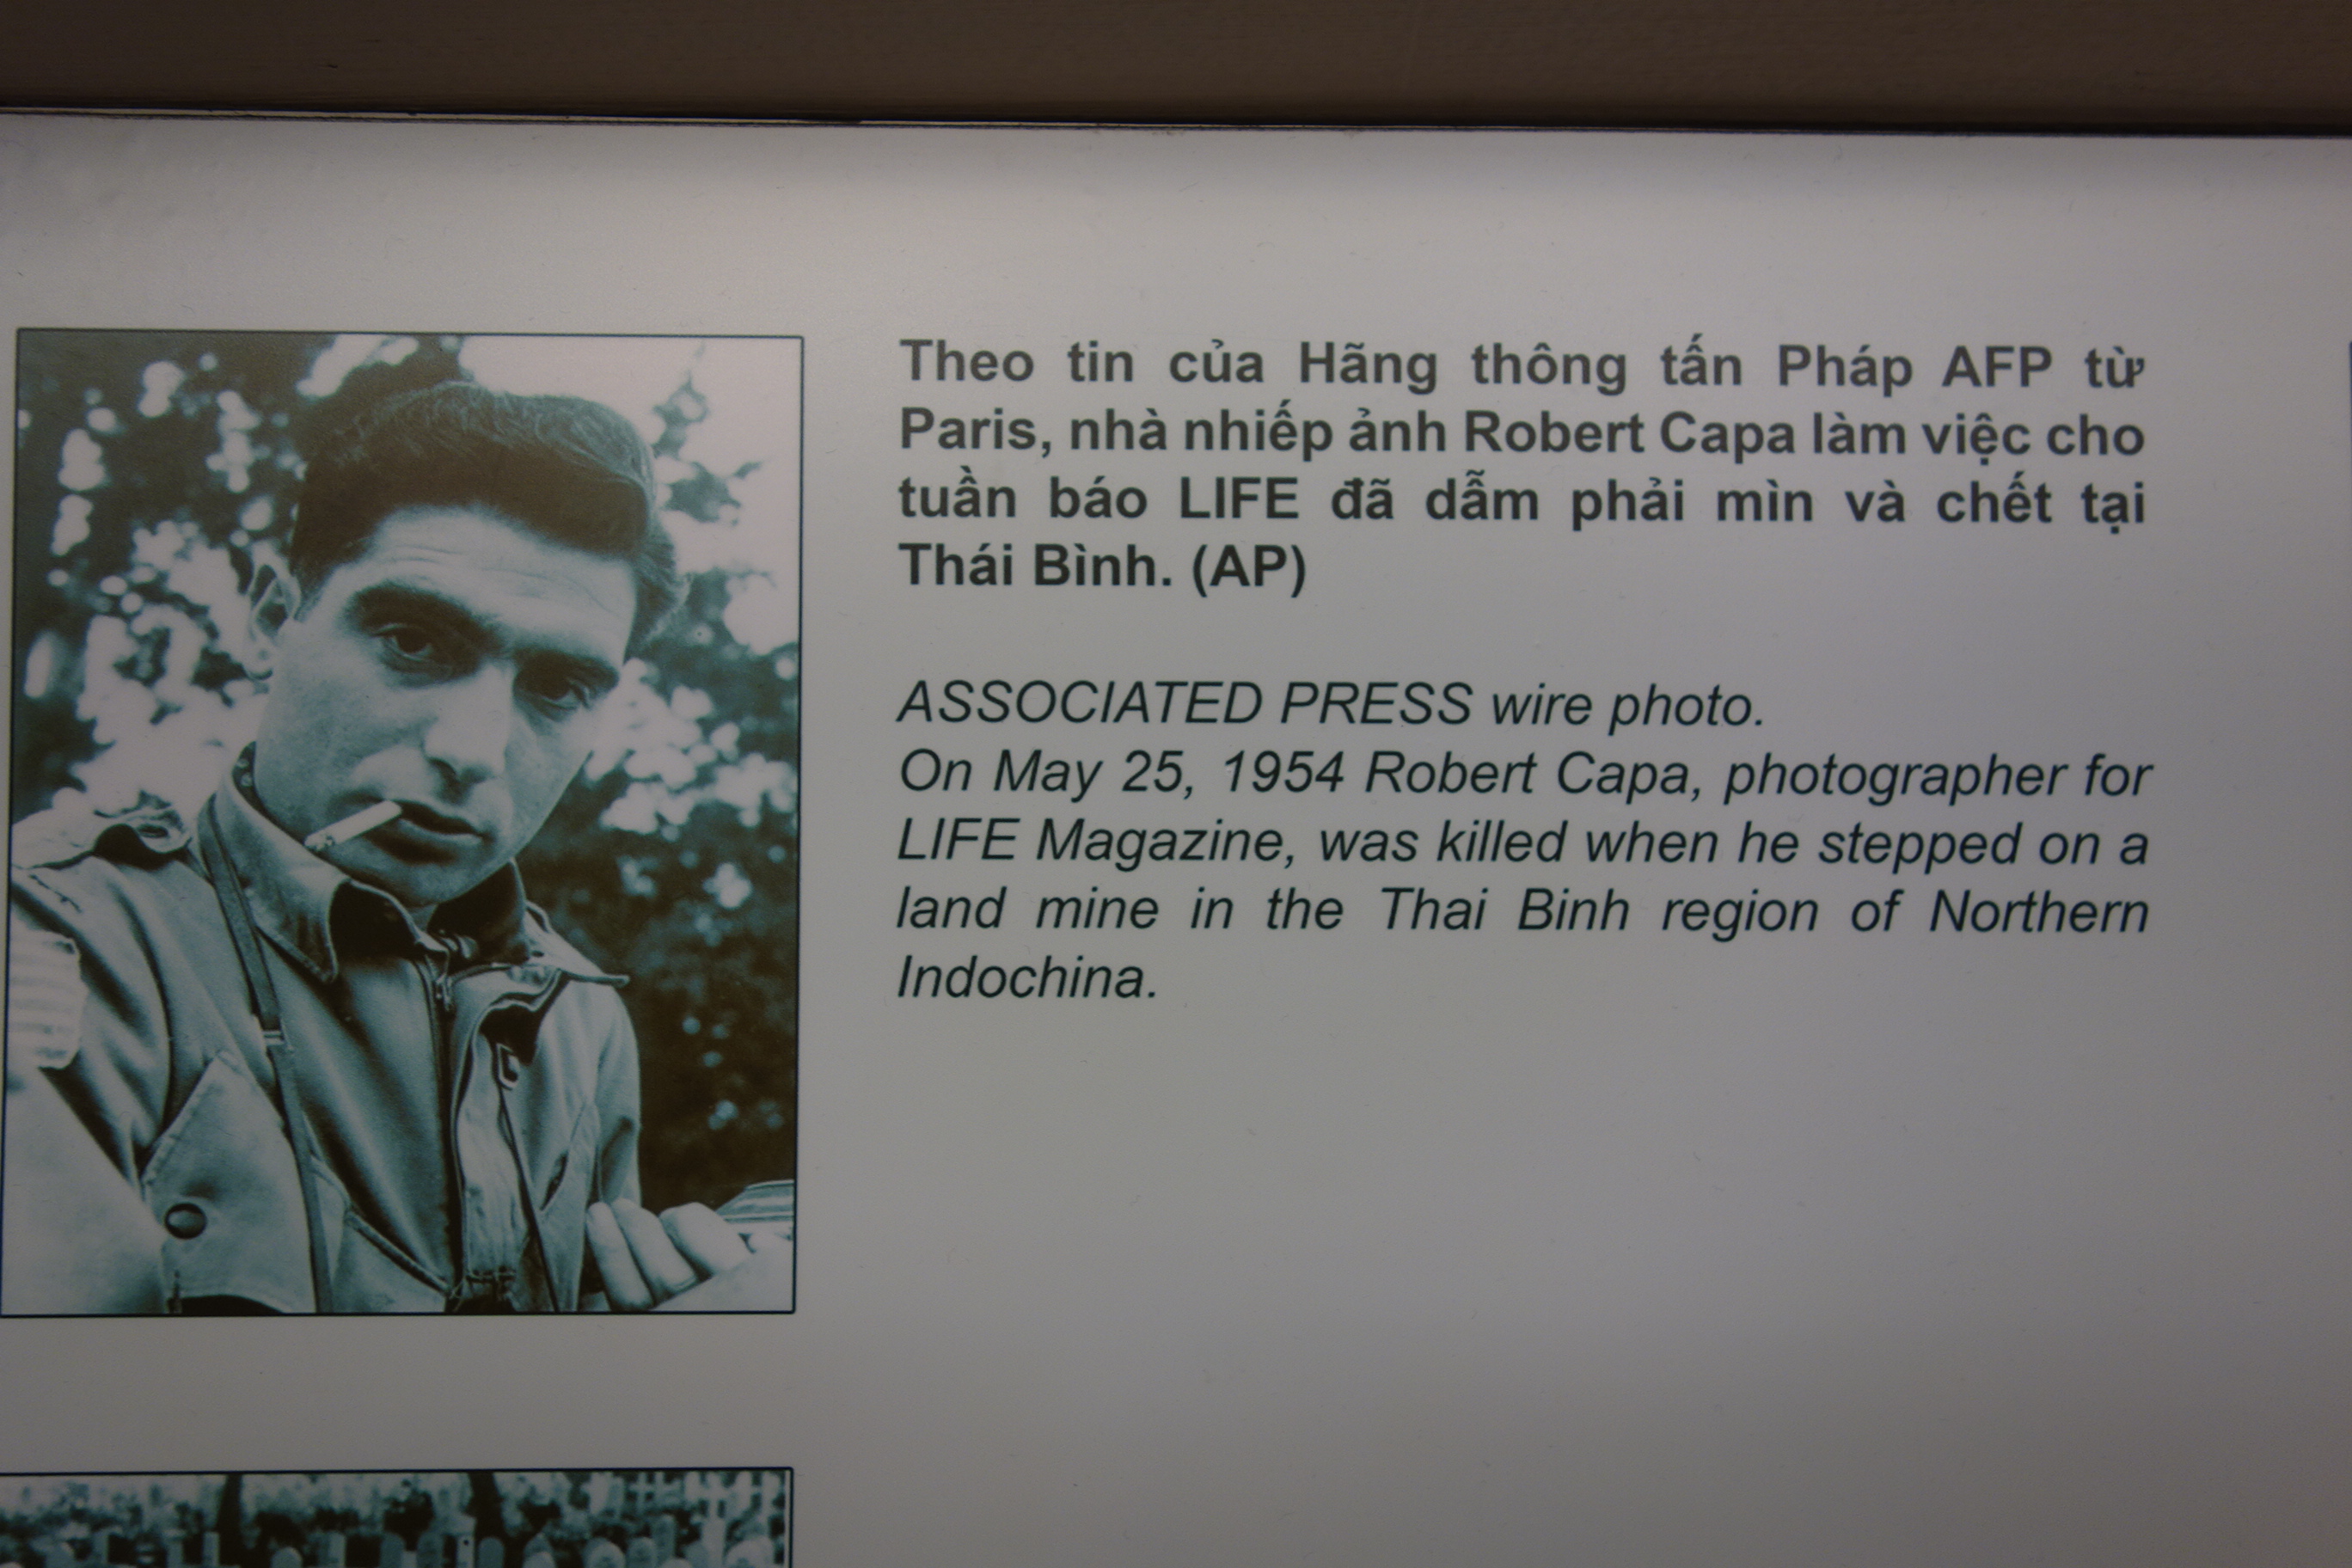 Theo tin của Hãng thông tấn Pháp AFP từ
Paris, nhà nhiếp ảnh Robert Capa làm việc cho
tuần báo LIFE đã dẫm phải mìn và chết tại
Thái Bình. (AP)
ASSOCIATED PRESS wire photo.
On May 25, 1954 Robert Capa, photographer for
LIFE Magazine, was killed when he stepped on a
land mine in the Thai Binh region of Northern
Indochina.